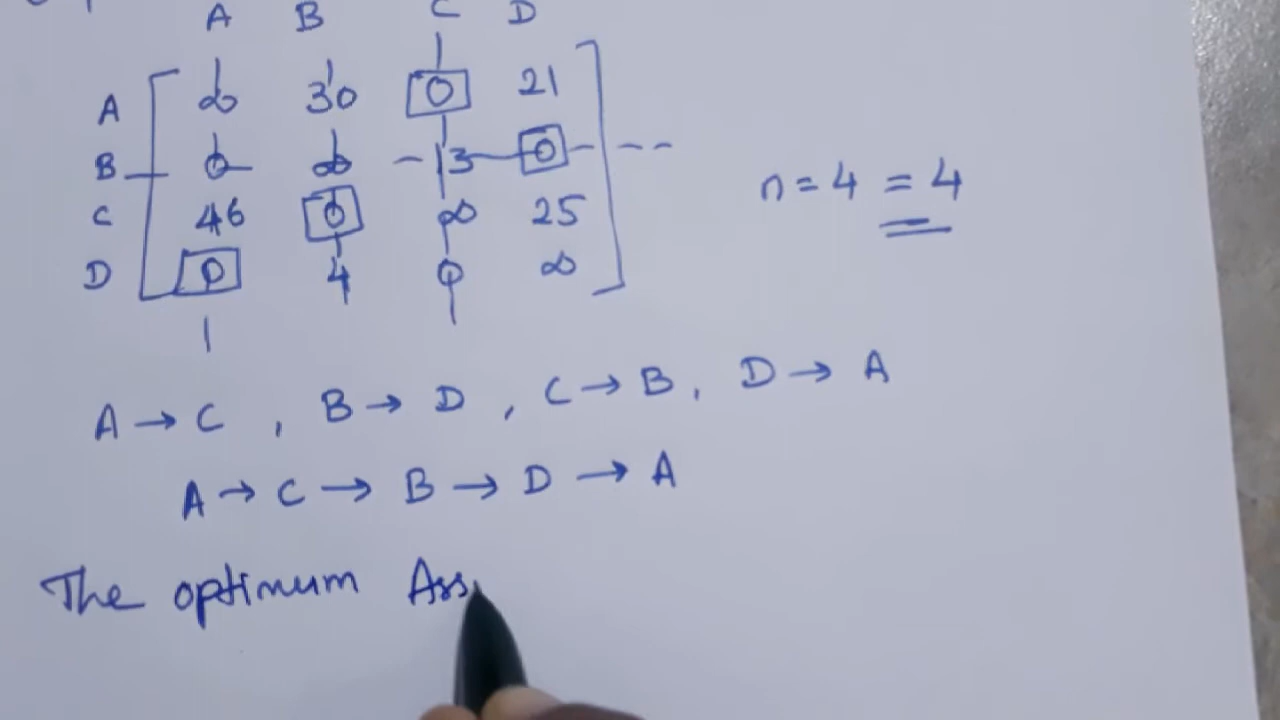 A B C D
A ∞ 30 0 21
B 0 ∞ 13 0
C 46 0 ∞ 25
D 0 4 0 ∞
n = 4 = 4
A → C , B → D , C → B , D → A
A → C → B → D → A
The optimum Ass